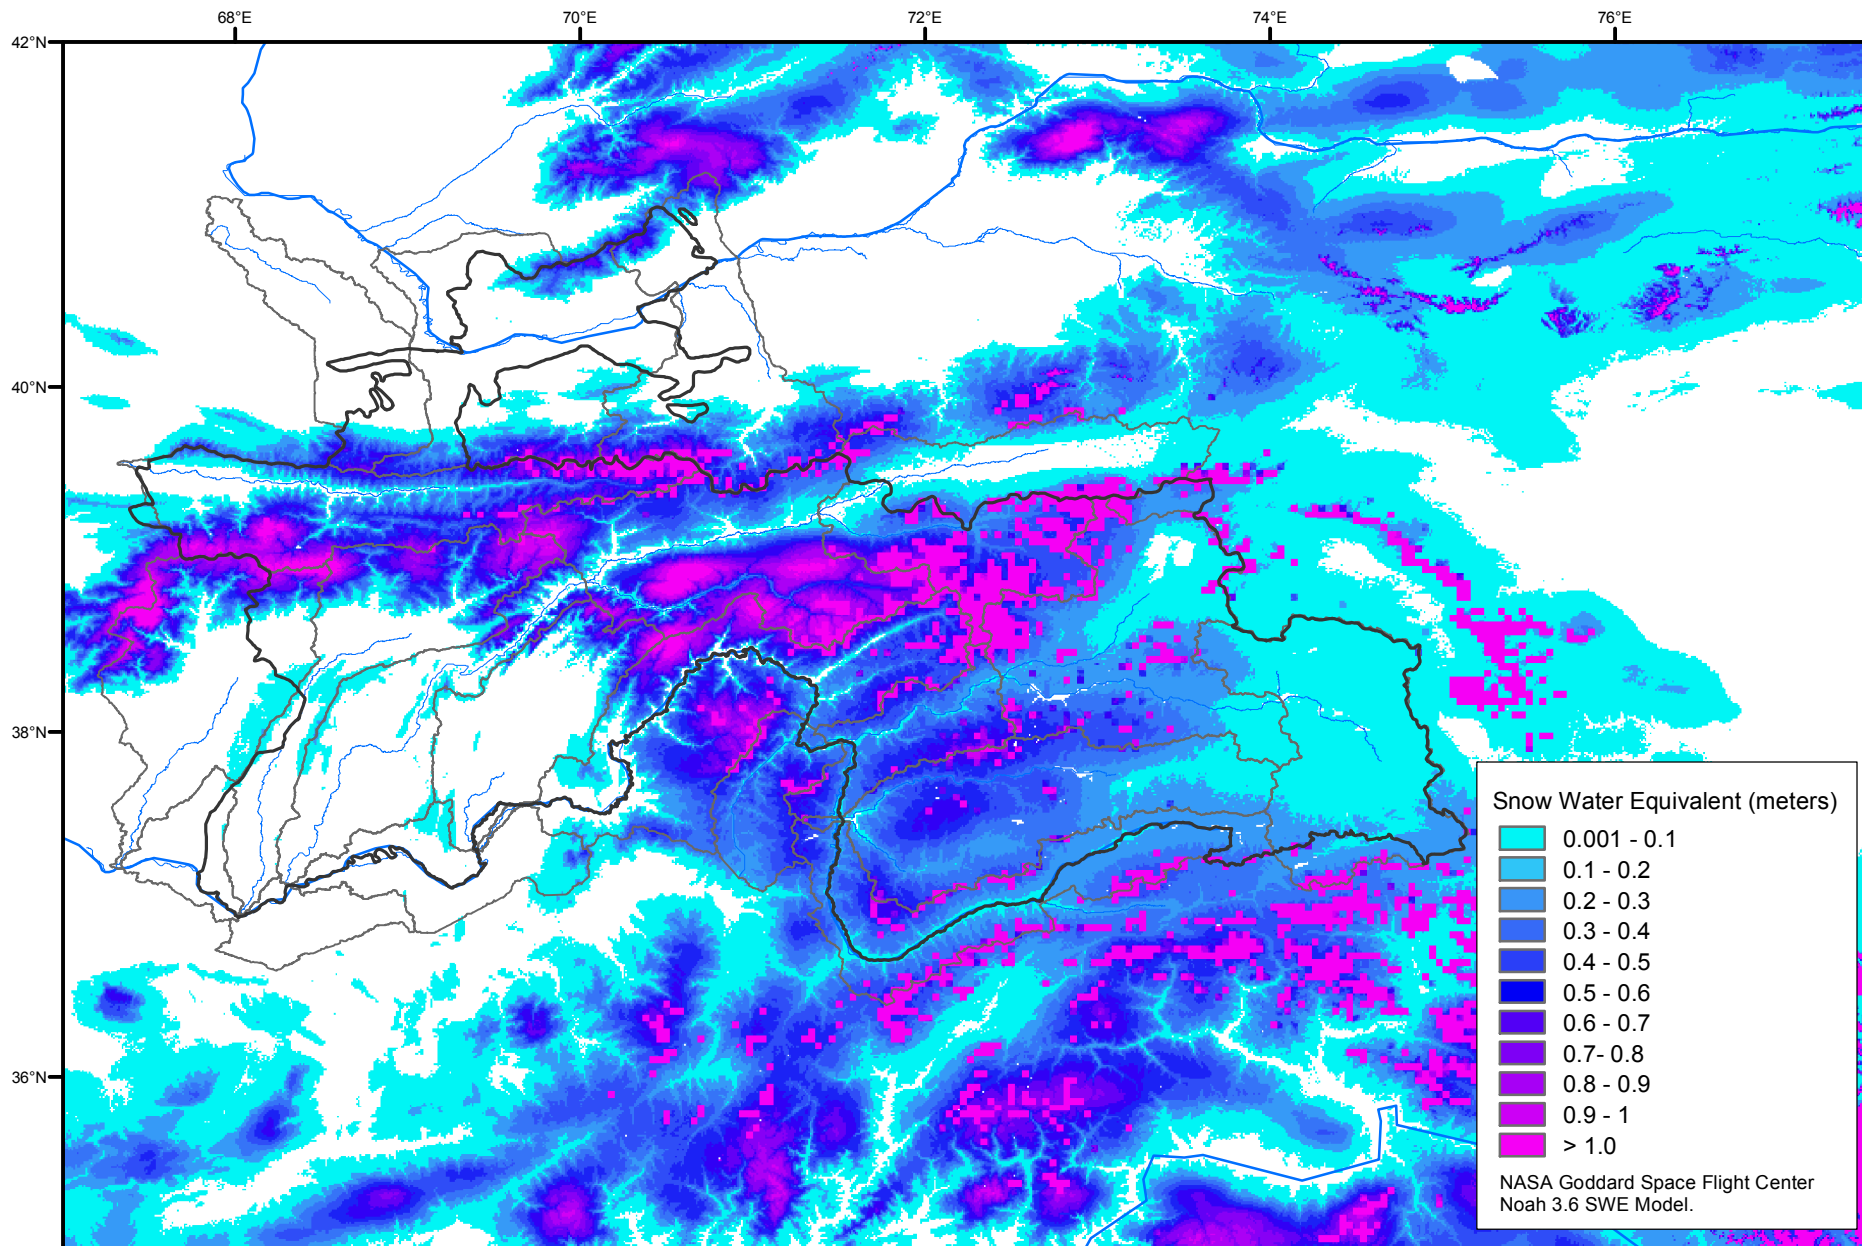 68°E 70°E 72°E 74°E 76°E
42°N
40°N
38°N
36°N
Snow Water Equivalent (meters)
0.001 - 0.1
0.1 - 0.2
0.2 - 0.3
0.3 - 0.4
0.4 - 0.5
0.5 - 0.6
0.6 - 0.7
0.7- 0.8
0.8 - 0.9
0.9 - 1
> 1.0
NASA Goddard Space Flight Center
Noah 3.6 SWE Model.